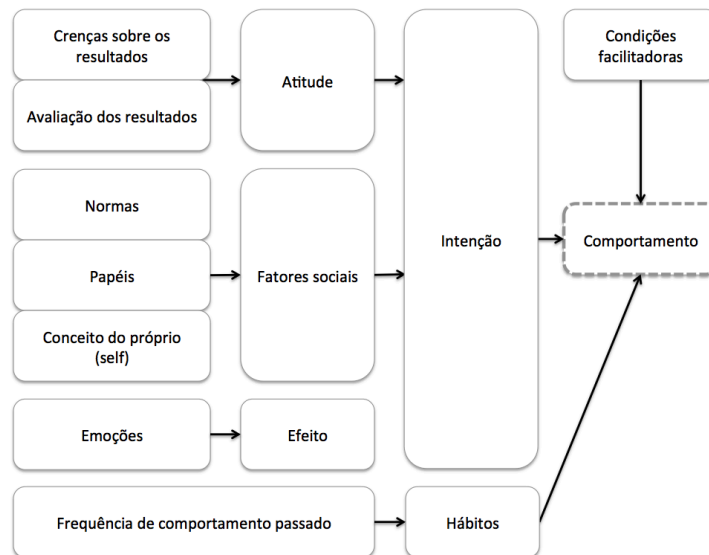 Crenças sobre os
resultados
Avaliação dos resultados
Atitude
Normas
Papéis
Conceito do próprio
(self)
Fatores sociais
Emoções
Efeito
Frequência de comportamento passado
Hábitos
Intenção
Condições
facilitadoras
Comportamento